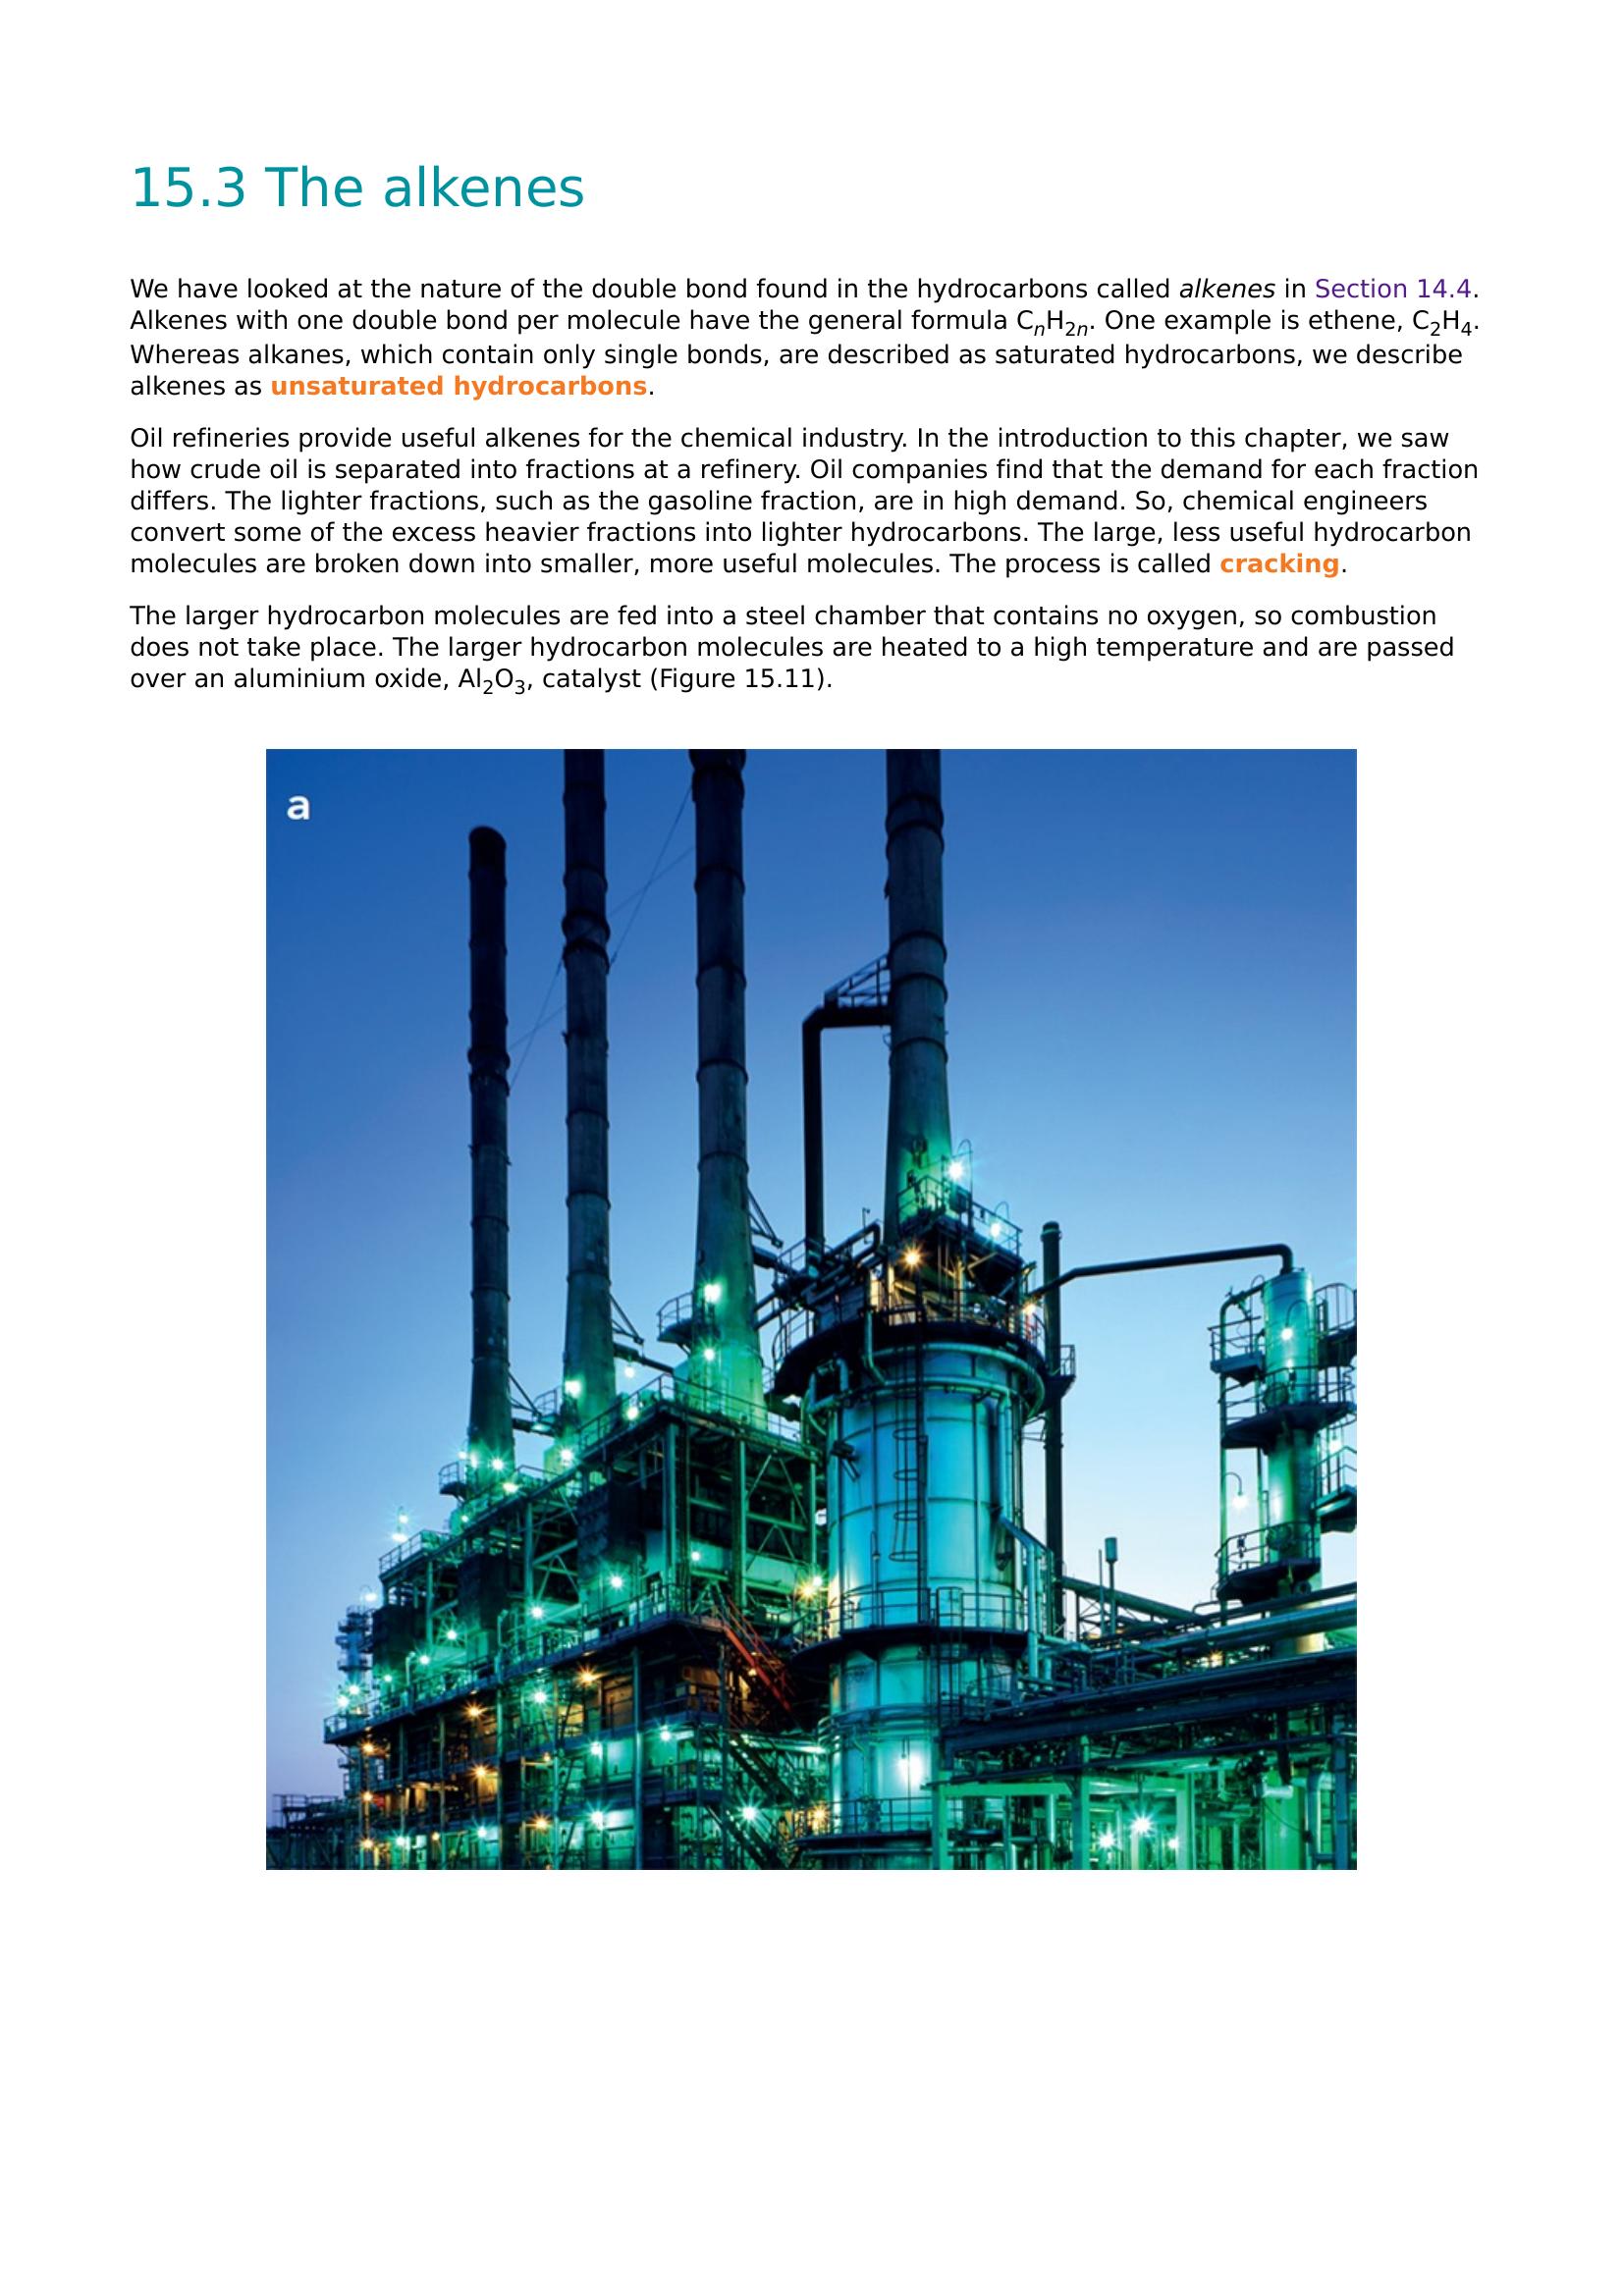 15.3 The alkenes
We have looked at the nature of the double bond found in the hydrocarbons called alkenes in Section 14.4.
Alkenes with one double bond per molecule have the general formula CₙH₂ₙ. One example is ethene, C₂H₄.
Whereas alkanes, which contain only single bonds, are described as saturated hydrocarbons, we describe
alkenes as unsaturated hydrocarbons.
Oil refineries provide useful alkenes for the chemical industry. In the introduction to this chapter, we saw
how crude oil is separated into fractions at a refinery. Oil companies find that the demand for each fraction
differs. The lighter fractions, such as the gasoline fraction, are in high demand. So, chemical engineers
convert some of the excess heavier fractions into lighter hydrocarbons. The large, less useful hydrocarbon
molecules are broken down into smaller, more useful molecules. The process is called cracking.
The larger hydrocarbon molecules are fed into a steel chamber that contains no oxygen, so combustion
does not take place. The larger hydrocarbon molecules are heated to a high temperature and are passed
over an aluminium oxide, Al₂O₃, catalyst (Figure 15.11).
a